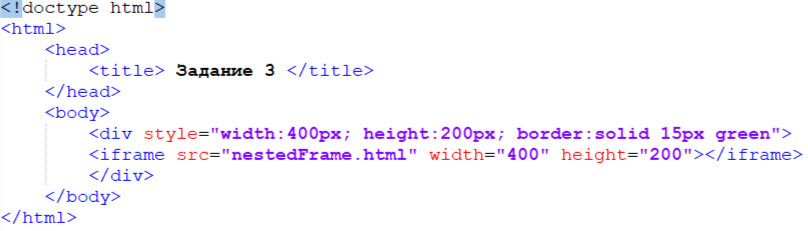 <!doctype html>
<html>
<head>
<title> Задание 3 </title>
</head>
<body>
<div style="width:400px; height:200px; border:solid 15px green">
<iframe src="nestedFrame.html" width="400" height="200"></iframe>
</div>
</body>
</html>